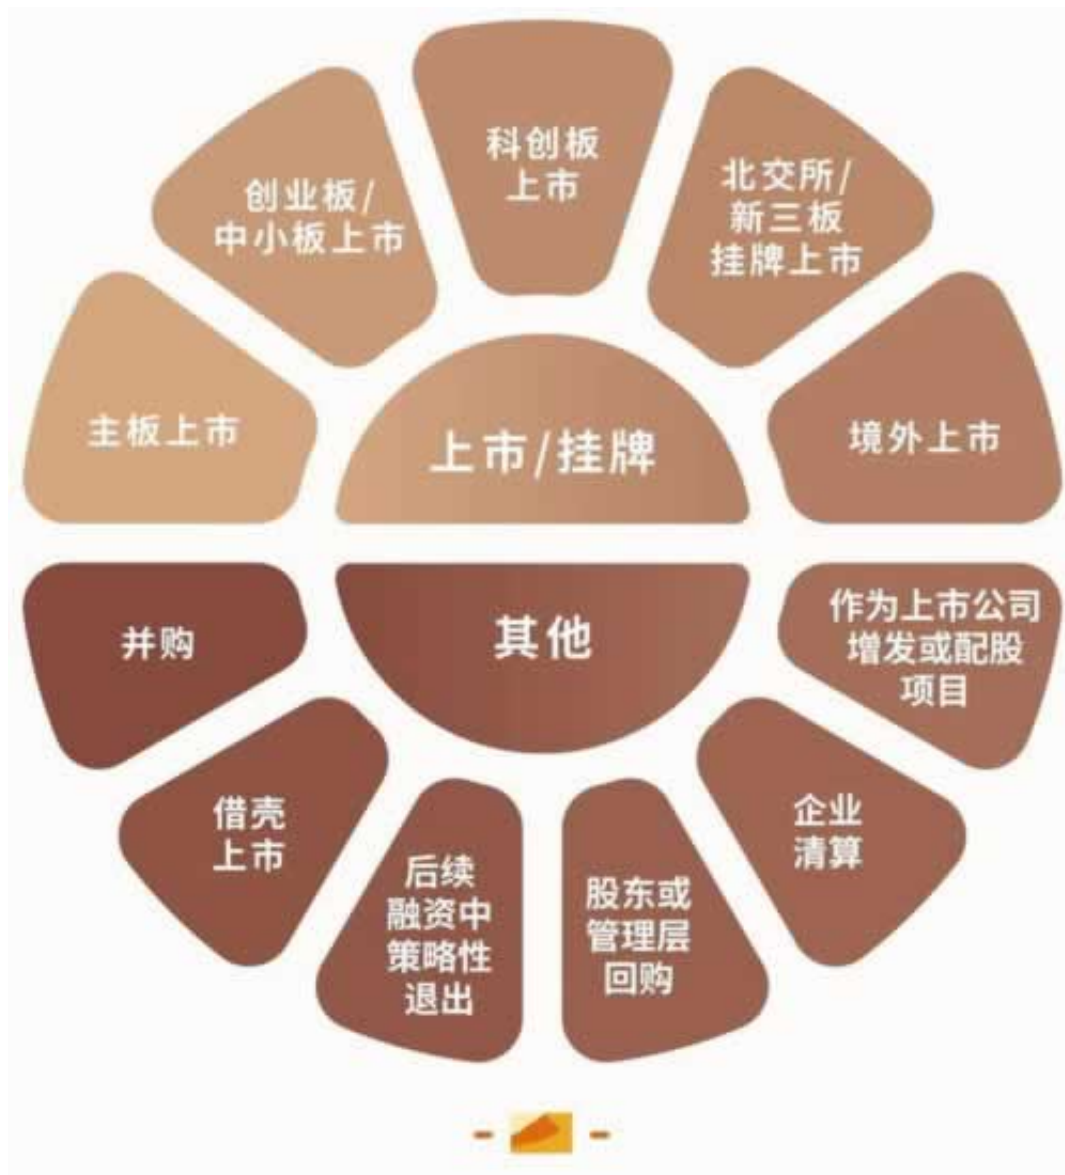 科创板
上市
创业板/
中小板上市
北交所/
新三板
挂牌上市
主板上市
上市/挂牌
境外上市
并购
其他
作为上市公司
增发或配股
项目
借壳
上市
后续
融资中
策略性
退出
股东或
管理层
回购
企业
清算